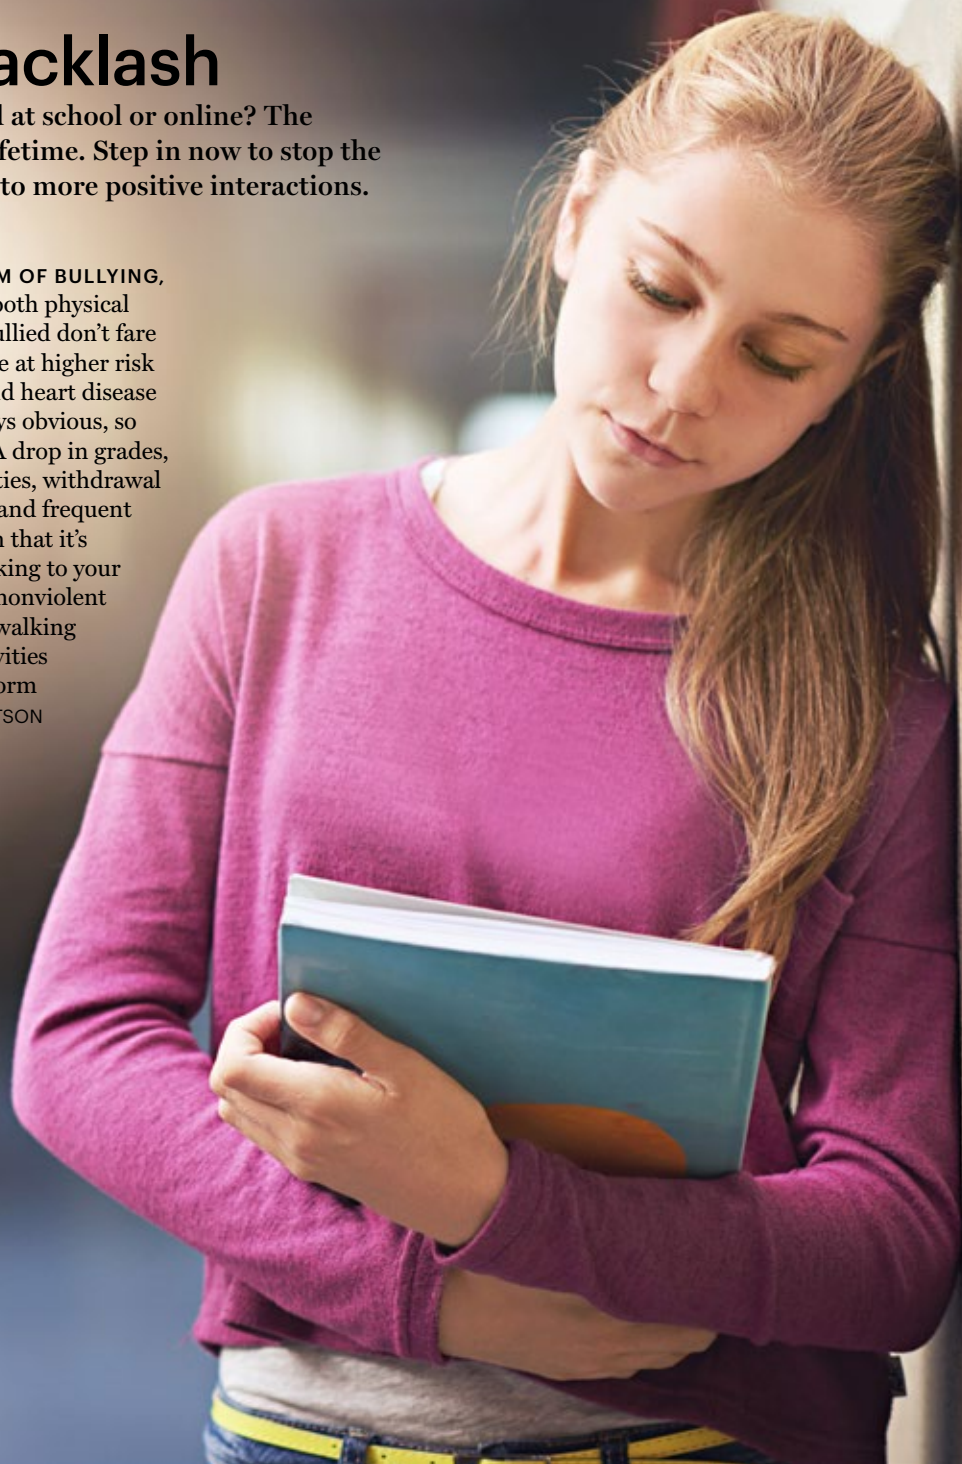 acklash
l at school or online? The
fetime. Step in now to stop the
to more positive interactions.
M OF BULLYING,
both physical
ullied don’t fare
e at higher risk
d heart disease
ys obvious, so
A drop in grades,
ties, withdrawal
and frequent
n that it’s
king to your
nonviolent
walking
vities
orm
TSON